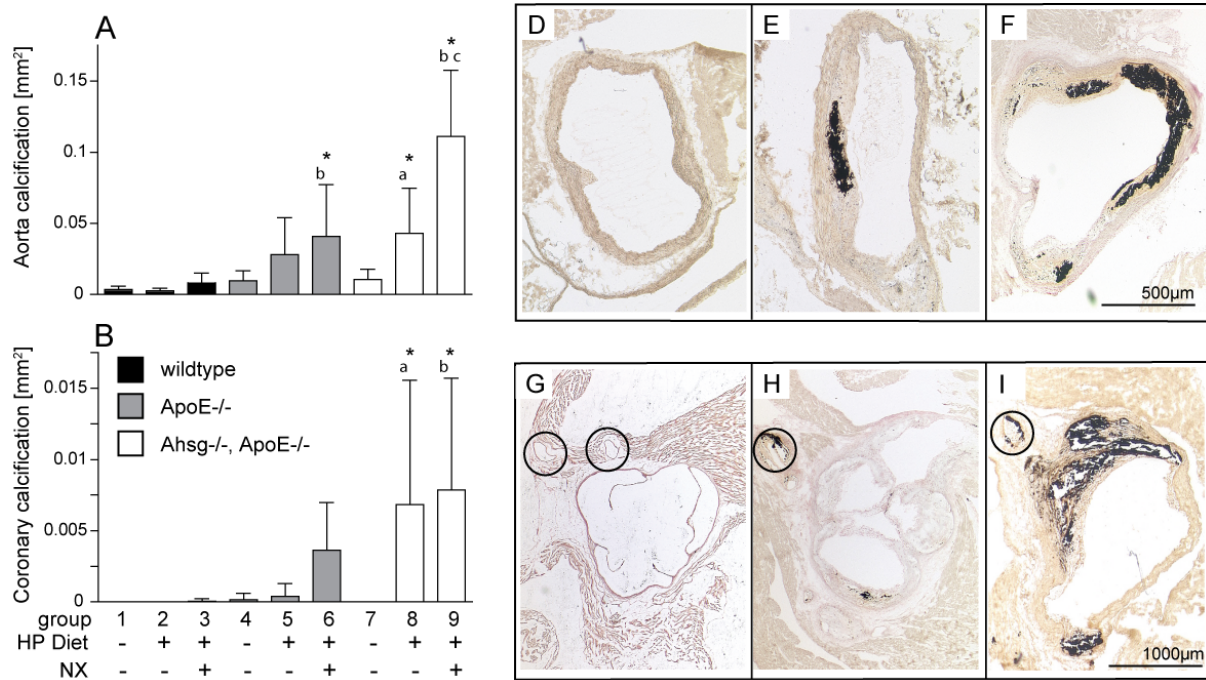 A
Aorta calcification [mm²]
0.15
0.1
0.05
0
*
b
*
a
*
b c
B
Coronary calcification [mm²]
0.015
0.010
0.005
0
wildtype
ApoE-/-
Ahsg-/-, ApoE-/-
*
a
*
b
group 1 2 3 4 5 6 7 8 9
HP Diet - + + - + + - + +
NX - - + - - + - - +
D
E
F
500µm
G
H
I
1000µm